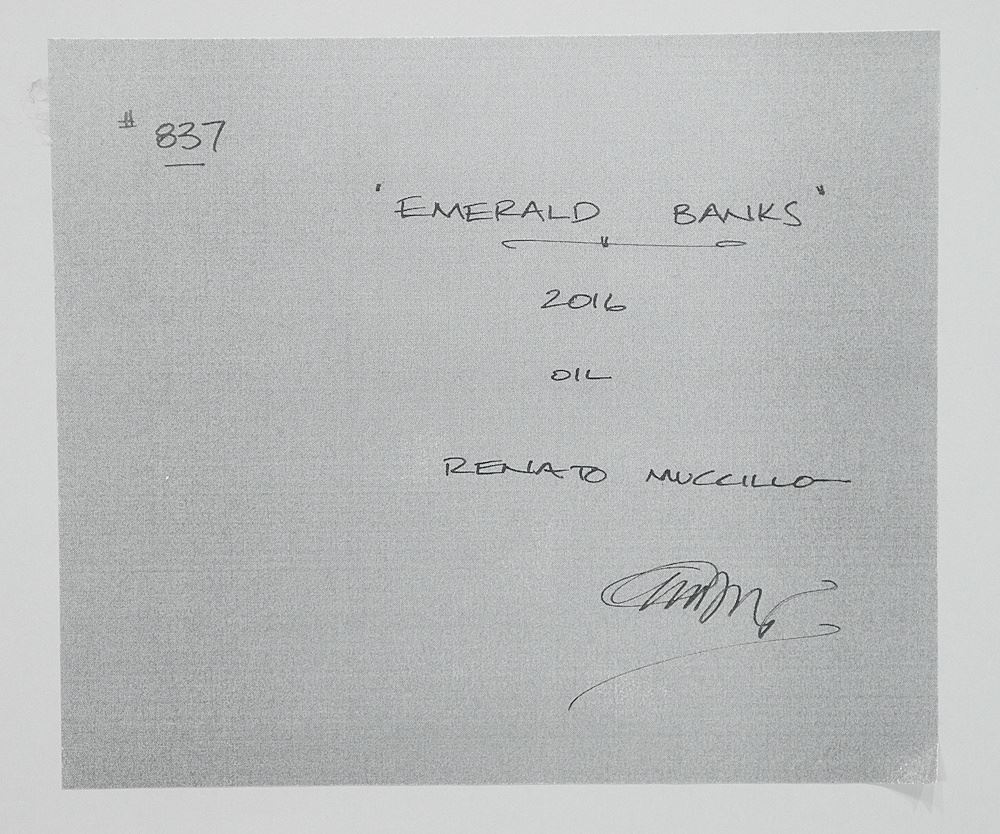 # 837
"EMERALD BANKS"
2016
OIL
RENATO MUCCILLO